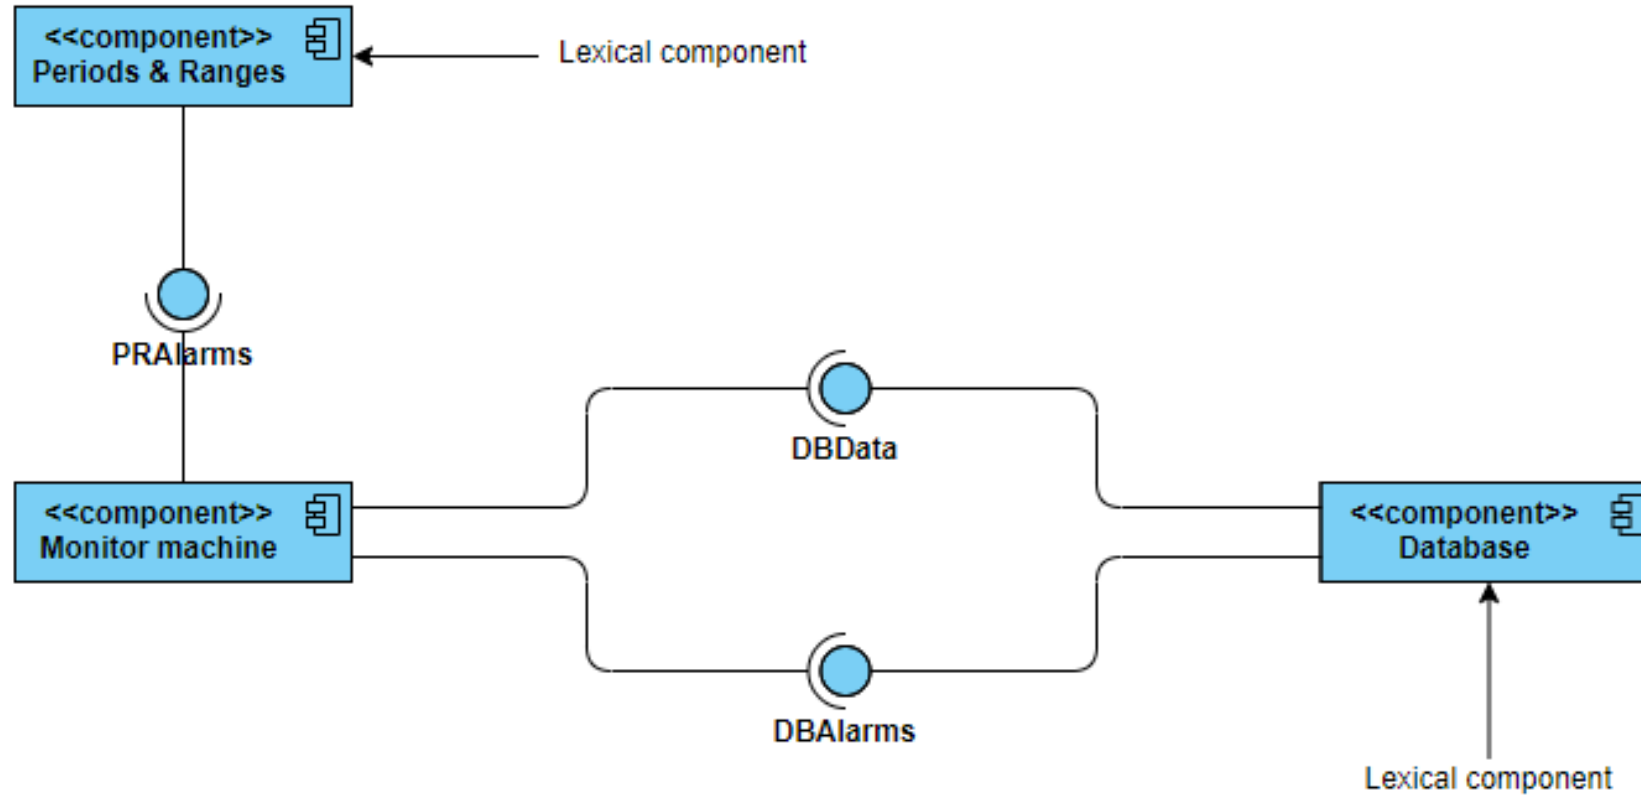 <<component>>
Periods & Ranges
Lexical component
PRAlarms
DBData
<<component>>
Monitor machine
<<component>>
Database
DBAlarms
Lexical component